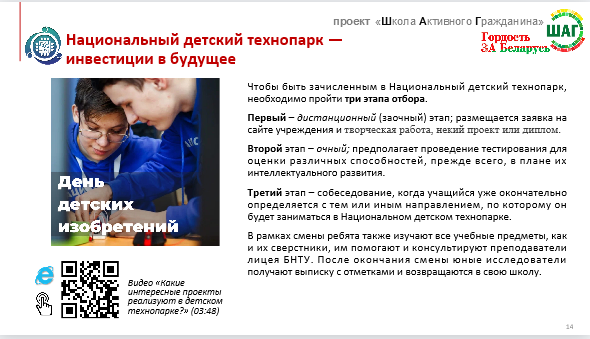 проект «Школа Активного Гражданина»
Гордость
ЗА Беларусь
ШАГ
Национальный детский технопарк —
инвестиции в будущее
Чтобы быть зачисленным в Национальный детский технопарк,
необходимо пройти три этапа отбора.
Первый – дистанционный (заочный) этап; размещается заявка на
сайте учреждения и творческая работа, некий проект или диплом.
Второй этап – очный; предполагает проведение тестирования для
оценки различных способностей, прежде всего, в плане их
интеллектуального развития.
Третий этап – собеседование, когда учащийся уже окончательно
определяется с тем или иным направлением, по которому он
будет заниматься в Национальном детском технопарке.
В рамках смены ребята также изучают все учебные предметы, как
и их сверстники, им помогают и консультируют преподаватели
лицея БНТУ. После окончания смены юные исследователи
получают выписку с отметками и возвращаются в свою школу.
День
детских
изобретений
Видео «Какие
интересные проекты
реализуют в детском
технопарке?» (03:48)
14